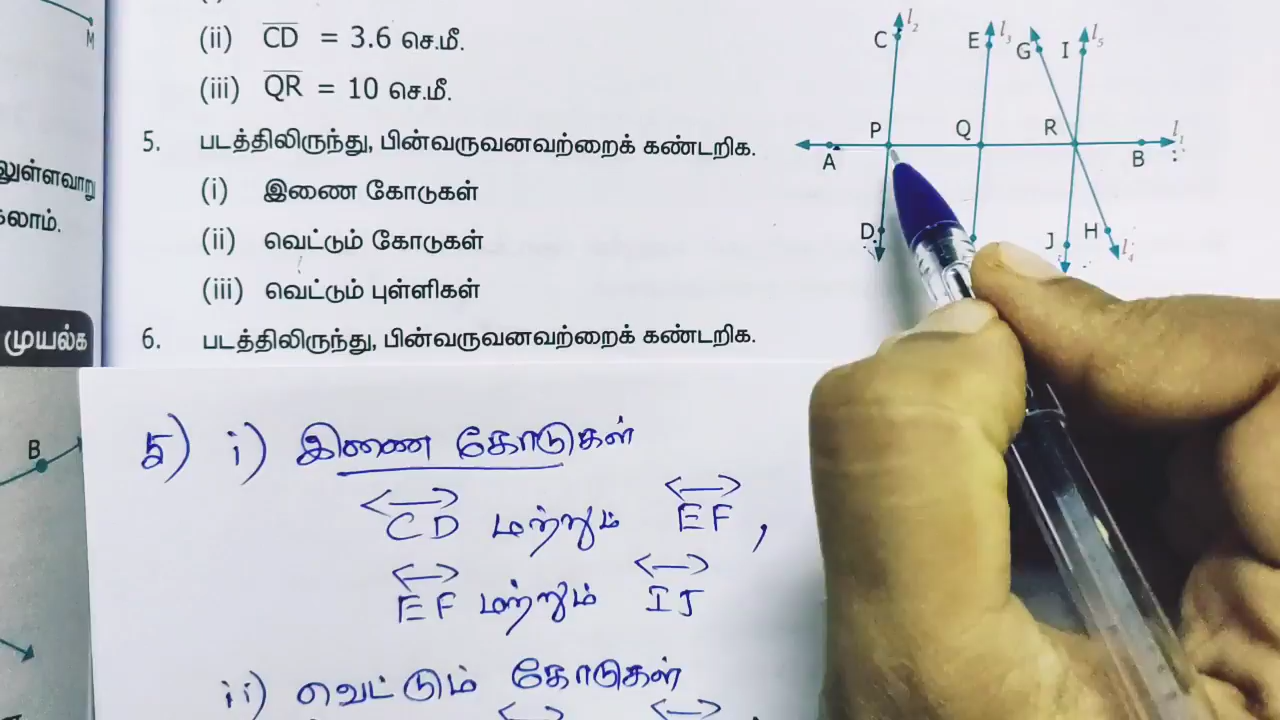 M
(ii) CD = 3.6 செ.மீ.
(iii) QR = 10 செ.மீ.
5. படத்திலிருந்து, பின்வருவனவற்றைக் கண்டறிக.
(i) இணை கோடுகள்
(ii) வெட்டும் கோடுகள்
(iii) வெட்டும் புள்ளிகள்
6. படத்திலிருந்து, பின்வருவனவற்றைக் கண்டறிக.
C l2 E l3 G I l5
P Q R l1
A B
D J H l4
முயல்க
B
5) i) இணை கோடுகள்
CD மற்றும் EF ,
EF மற்றும் IJ
ii) வெட்டும் கோடுகள்